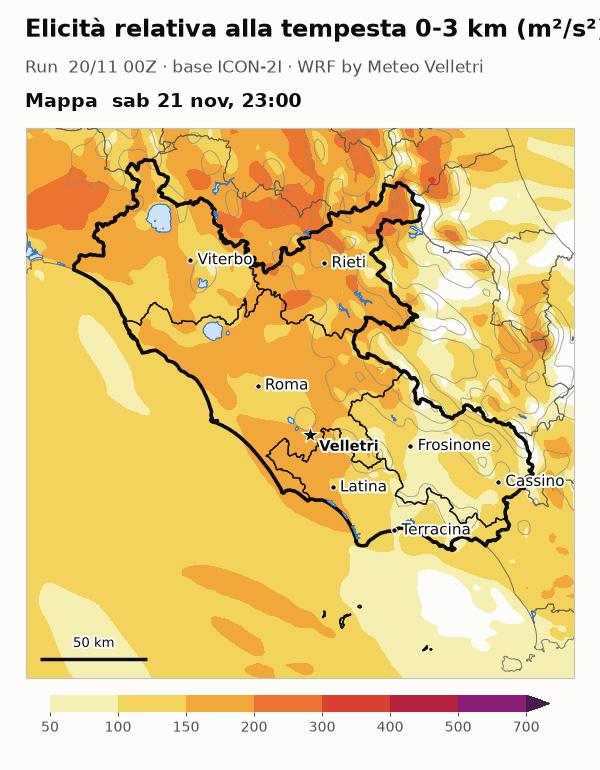 Elicità relativa alla tempesta 0-3 km (m²/s²)
Run 20/11 00Z · base ICON-2I · WRF by Meteo Velletri
Mappa sab 21 nov, 23:00
Viterbo
Rieti
Roma
Velletri
Frosinone
Latina
Cassino
Terracina
50 km
50 100 150 200 300 400 500 700